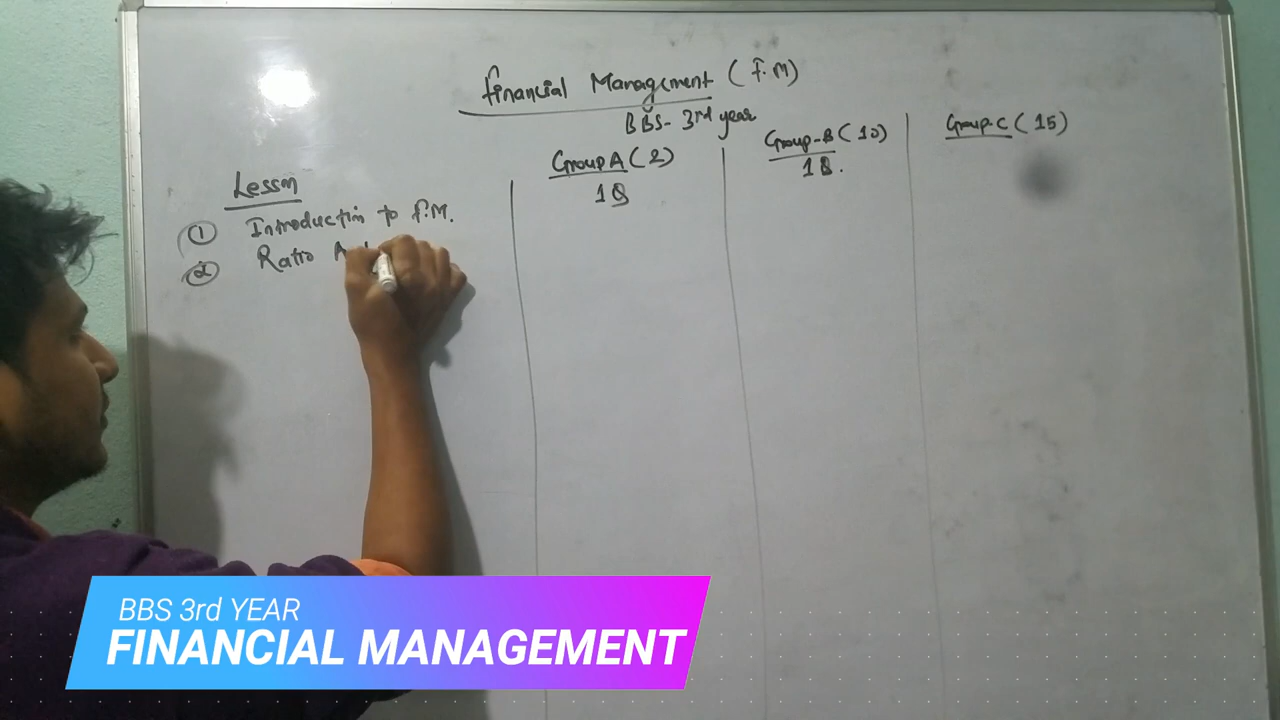 Financial Management (F.M)
BBS- 3rd year
Group A (2)
Group-B (10)
Group-C (15)
1Q
1Q.
Lesson
① Introduction to F.M.
② Ratio
BBS 3rd YEAR
FINANCIAL MANAGEMENT